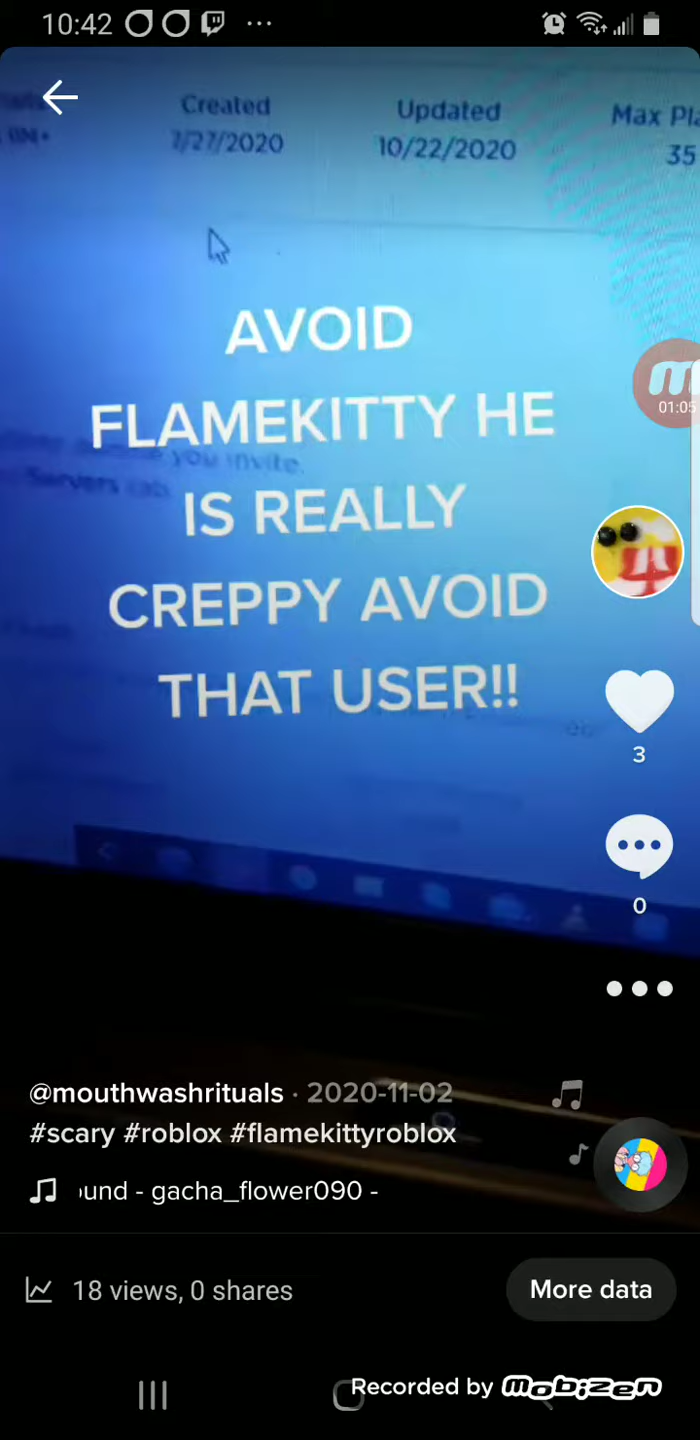 10:42
Created
Updated
Max Pla
7/27/2020
10/22/2020
35
AVOID
FLAMEKITTY HE
you invite.
IS REALLY
CREPPY AVOID
THAT USER!!
01:05
3
0
@mouthwashrituals · 2020-11-02
#scary #roblox #flamekittyroblox
ound - gacha_flower090 -
18 views, 0 shares
More data
Recorded by mobizen